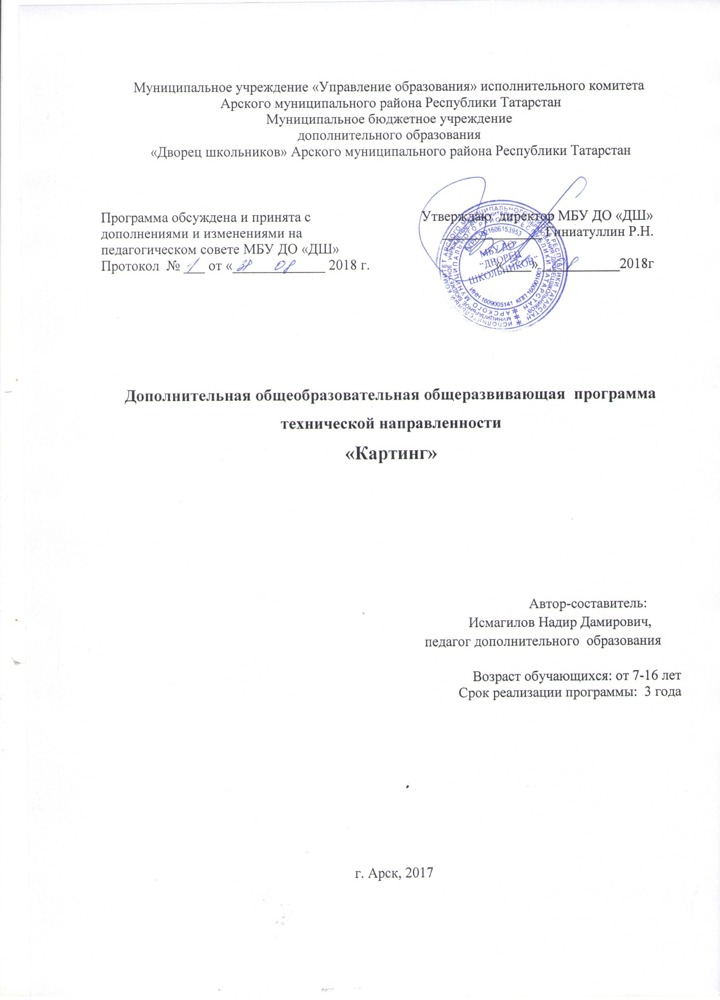 Муниципальное учреждение «Управление образования» исполнительного комитета
Арского муниципального района Республики Татарстан
Муниципальное бюджетное учреждение
дополнительного образования
«Дворец школьников» Арского муниципального района Республики Татарстан
Программа обсуждена и принята с
дополнениями и изменениями на
педагогическом совете МБУ ДО «ДШ»
Протокол № 1 от « 08 2018 г.
Утверждаю директор МБУ ДО «ДШ»
Гиниатуллин Р.Н.
« » 2018г
ОГРН 1021606153953
МБУ ДО
"ДВОРЕЦ
ШКОЛЬНИКОВ"
ИНН 1609005141 КПП 160901001
Дополнительная общеобразовательная общеразвивающая программа
технической направленности
«Картинг»
Автор-составитель:
Исмагилов Надир Дамирович,
педагог дополнительного образования
Возраст обучающихся: от 7-16 лет
Срок реализации программы: 3 года
г. Арск, 2017